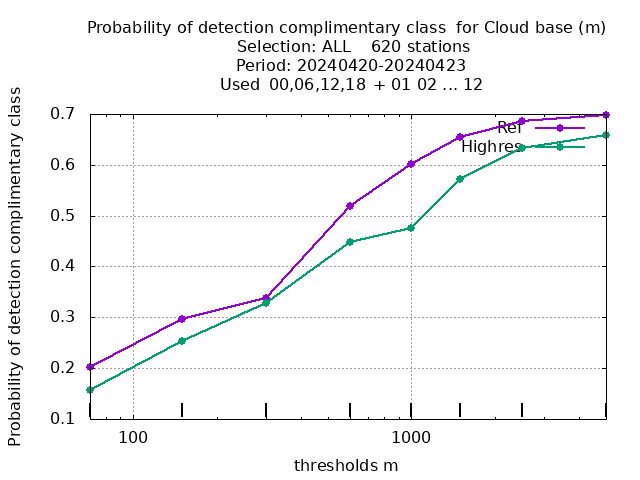 Probability of detection complimentary class  for Cloud base (m)
Selection: ALL    620 stations
Period: 20240420-20240423
Used  00,06,12,18  + 01 02 ... 12
Probability of detection complimentary class
0.7
0.6
0.5
0.4
0.3
0.2
0.1
Ref
Highres
100
1000
thresholds m